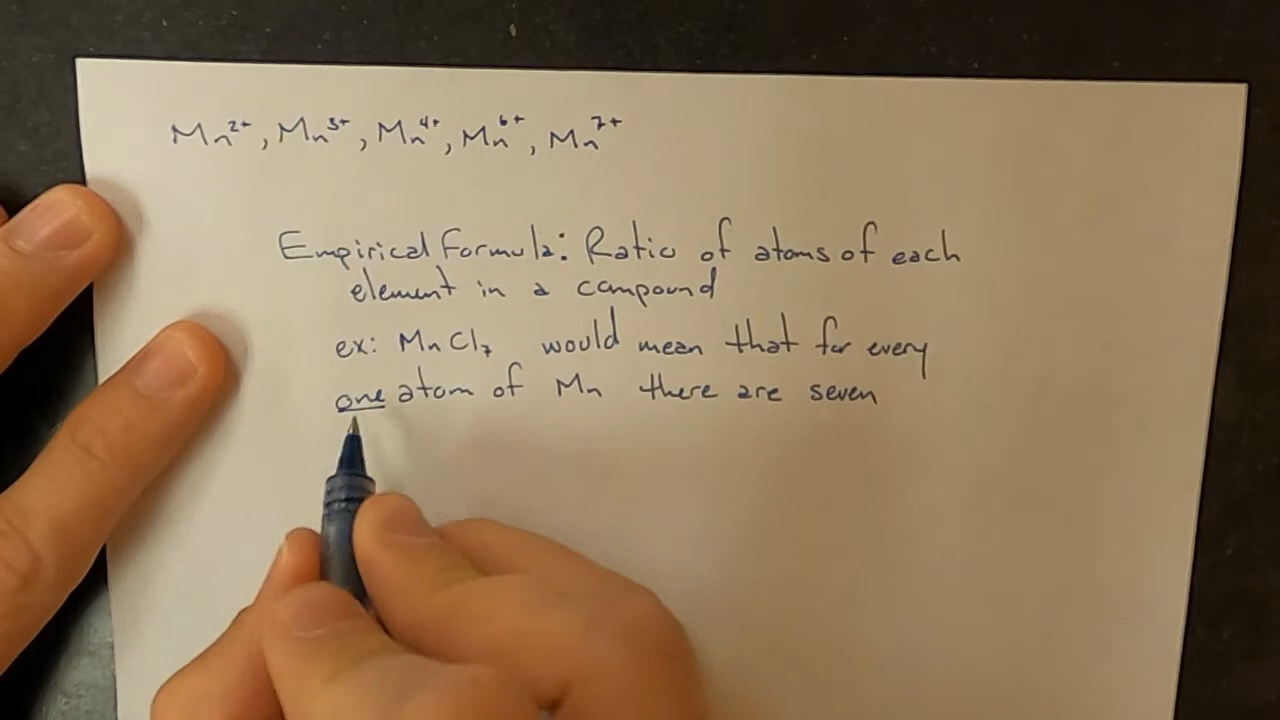 Mn²⁺, Mn³⁺, Mn⁴⁺, Mn⁶⁺, Mn⁷⁺
Empirical Formula: Ratio of atoms of each
element in a compound
ex: MnCl₇ would mean that for every
one atom of Mn there are seven